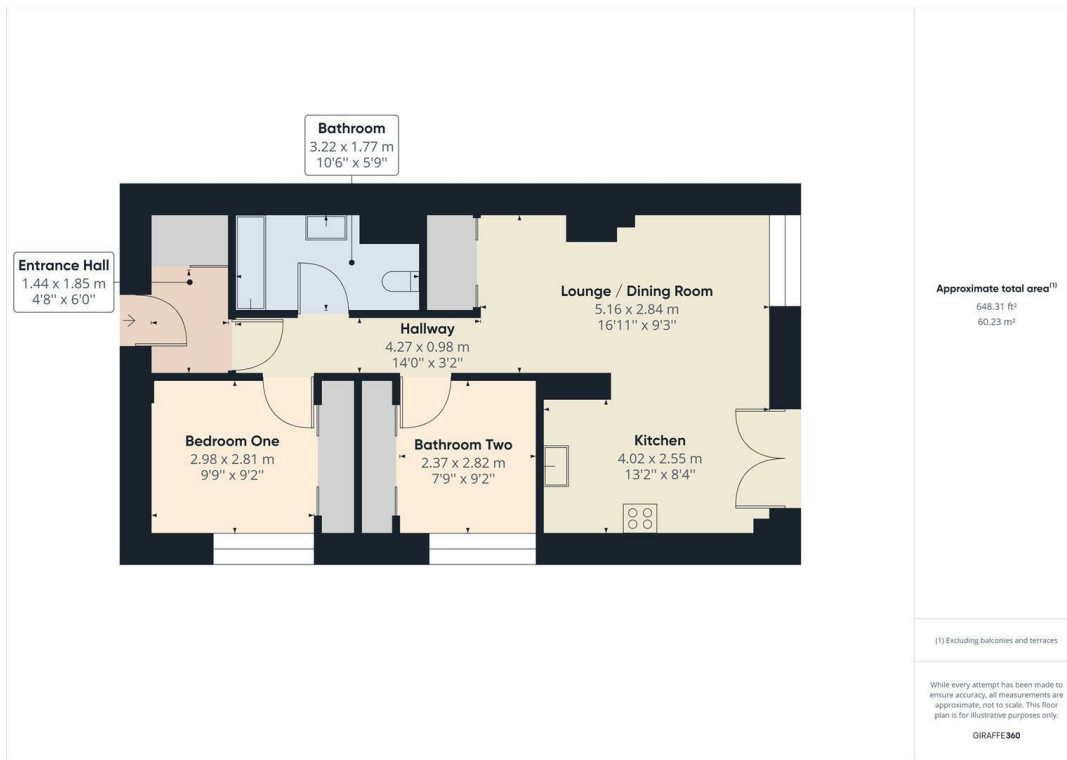 Bathroom
3.22 x 1.77 m
10'6'' x 5'9''
Entrance Hall
1.44 x 1.85 m
4'8'' x 6'0''
Lounge / Dining Room
5.16 x 2.84 m
16'11'' x 9'3''
Hallway
4.27 x 0.98 m
14'0'' x 3'2''
Bedroom One
2.98 x 2.81 m
9'9'' x 9'2''
Bathroom Two
2.37 x 2.82 m
7'9'' x 9'2''
Kitchen
4.02 x 2.55 m
13'2'' x 8'4''
Approximate total area(1)
648.31 ft²
60.23 m²
(1) Excluding balconies and terraces
While every attempt has been made to
ensure accuracy, all measurements are
approximate, not to scale. This floor
plan is for illustrative purposes only.
GIRAFFE360